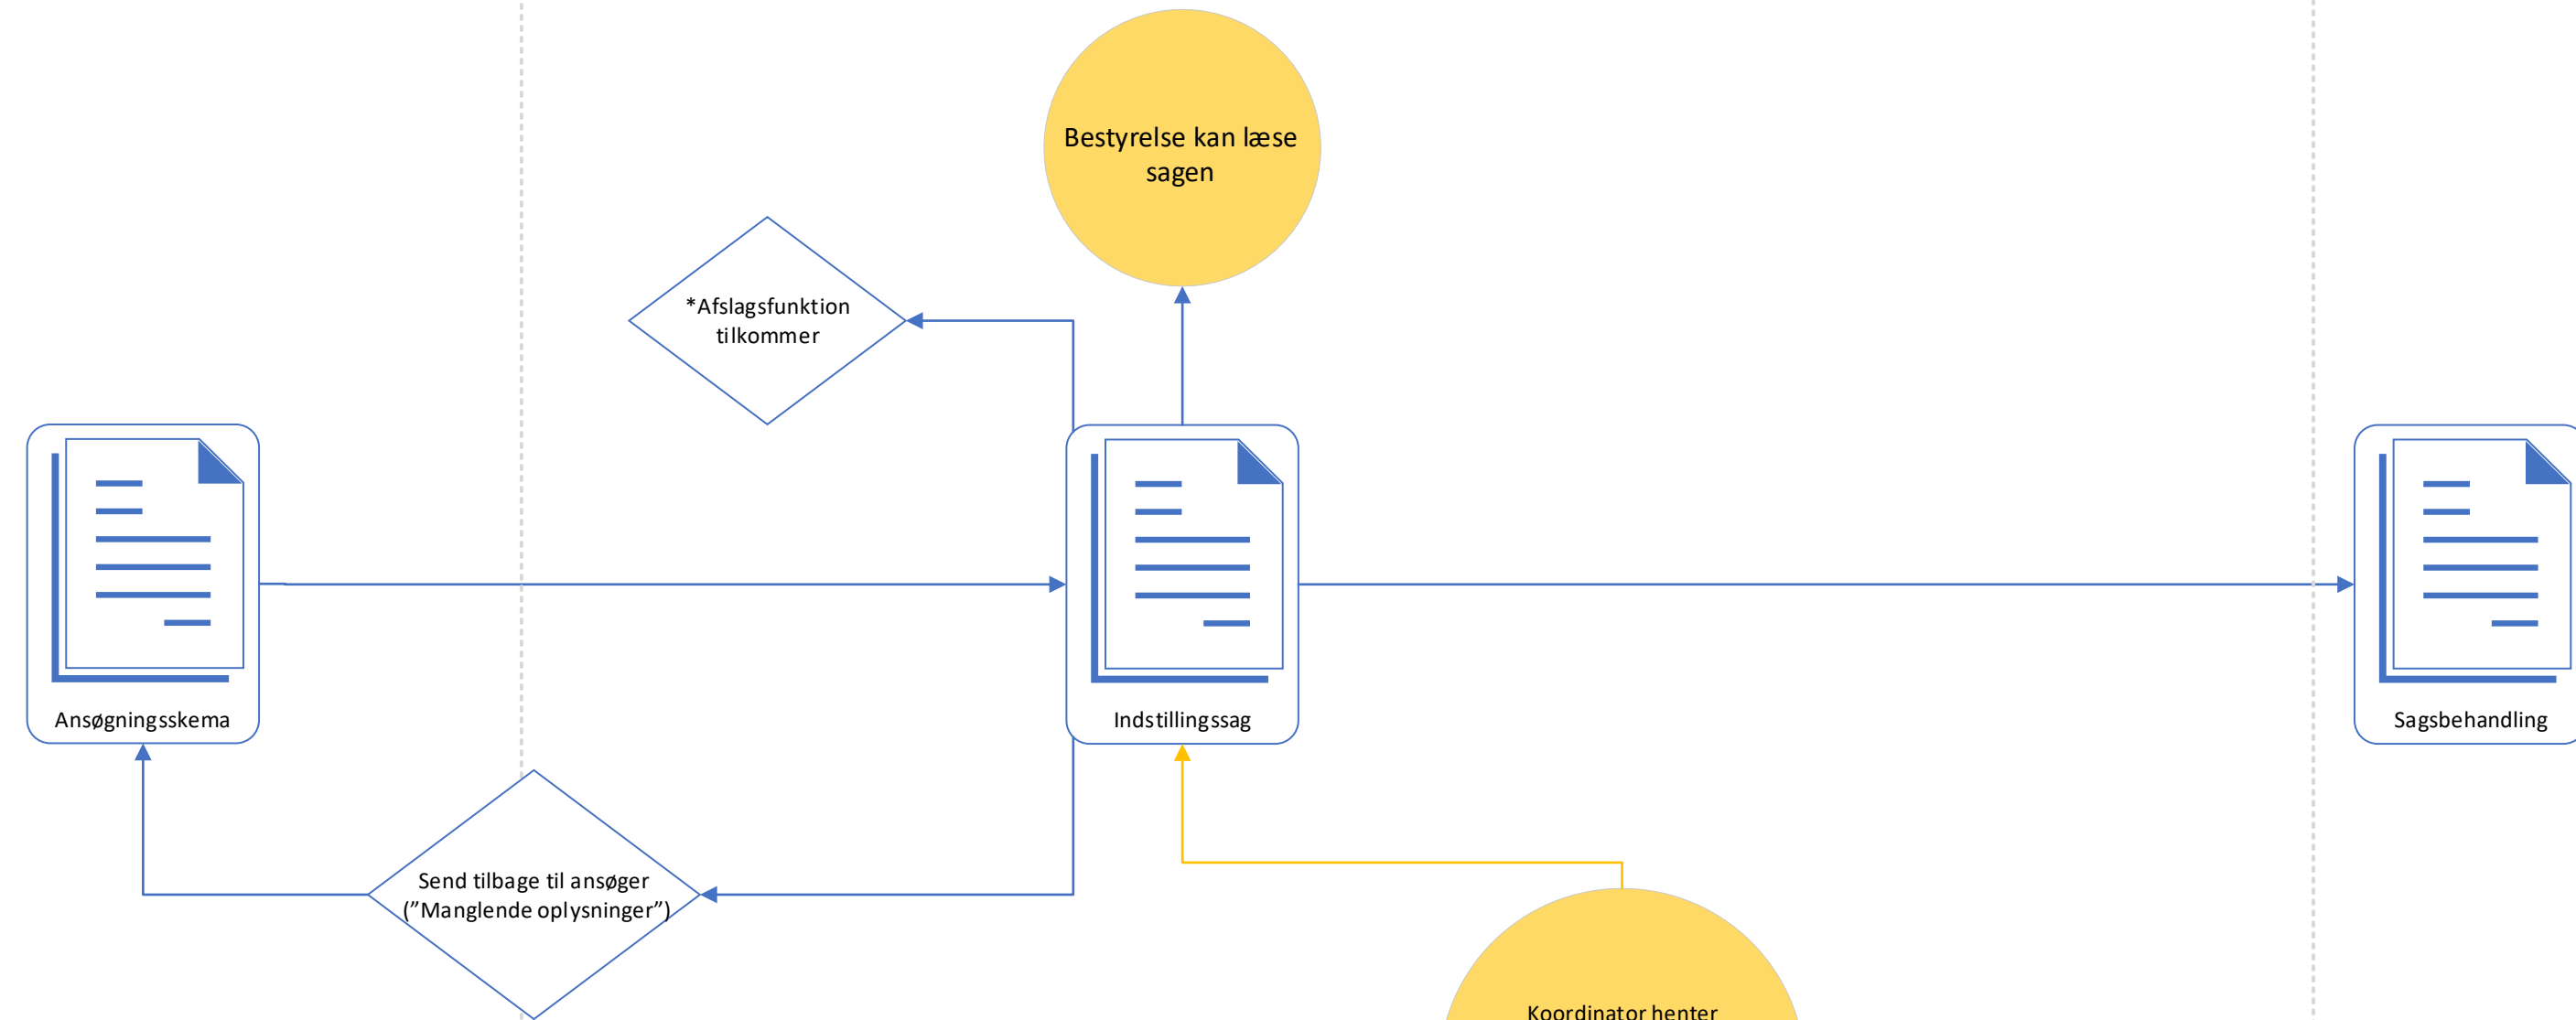 Bestyrelse kan læse
sagen
*Afslagsfunktion
tilkommer
Ansøgningsskema
Indstillingssag
Sagsbehandling
Send tilbage til ansøger
(”Manglende oplysninger”)
Koordinator henter